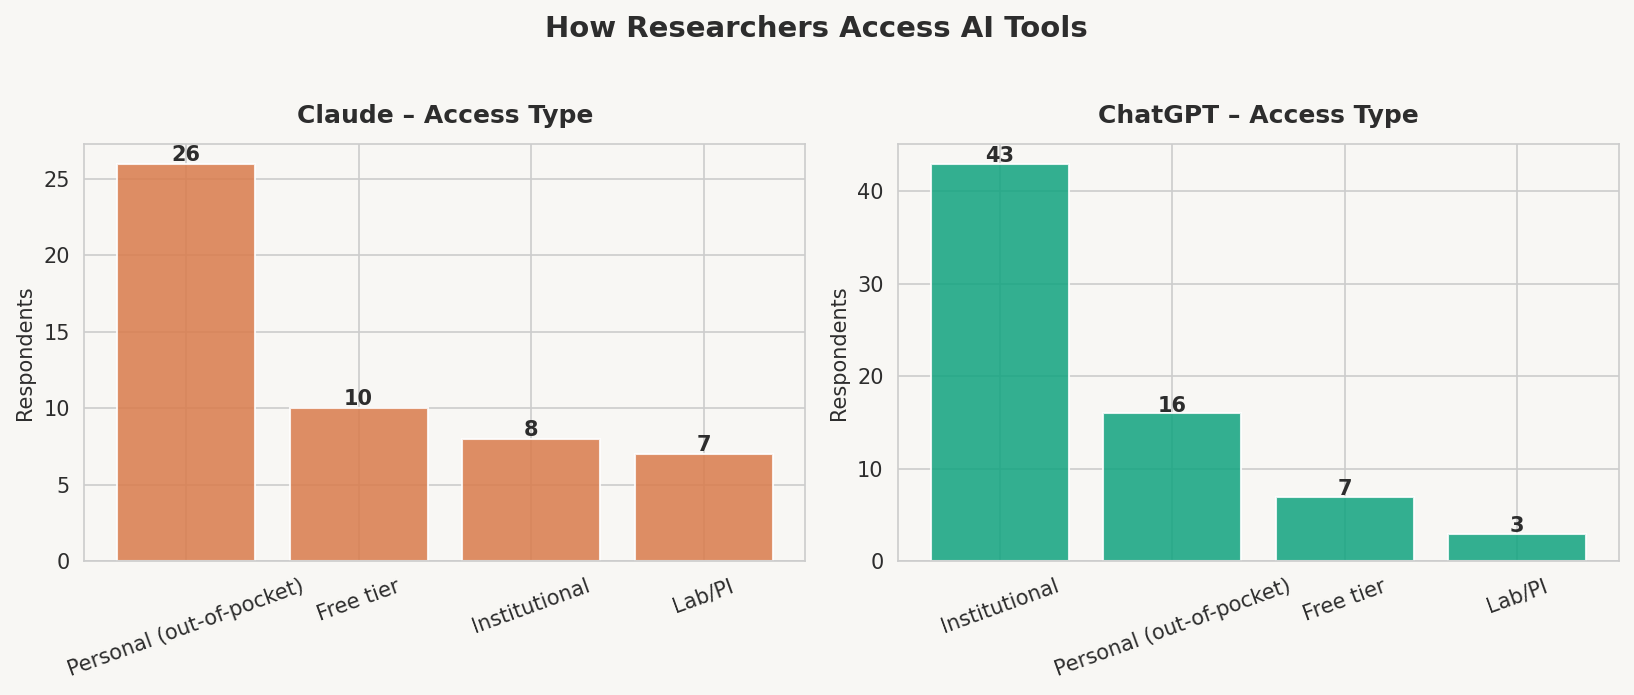 How Researchers Access AI Tools
Claude – Access Type
Respondents
25
20
15
10
5
0
26
10
8
7
Personal (out-of-pocket)
Free tier
Institutional
Lab/PI
ChatGPT – Access Type
Respondents
40
30
20
10
0
43
16
7
3
Institutional
Personal (out-of-pocket)
Free tier
Lab/PI